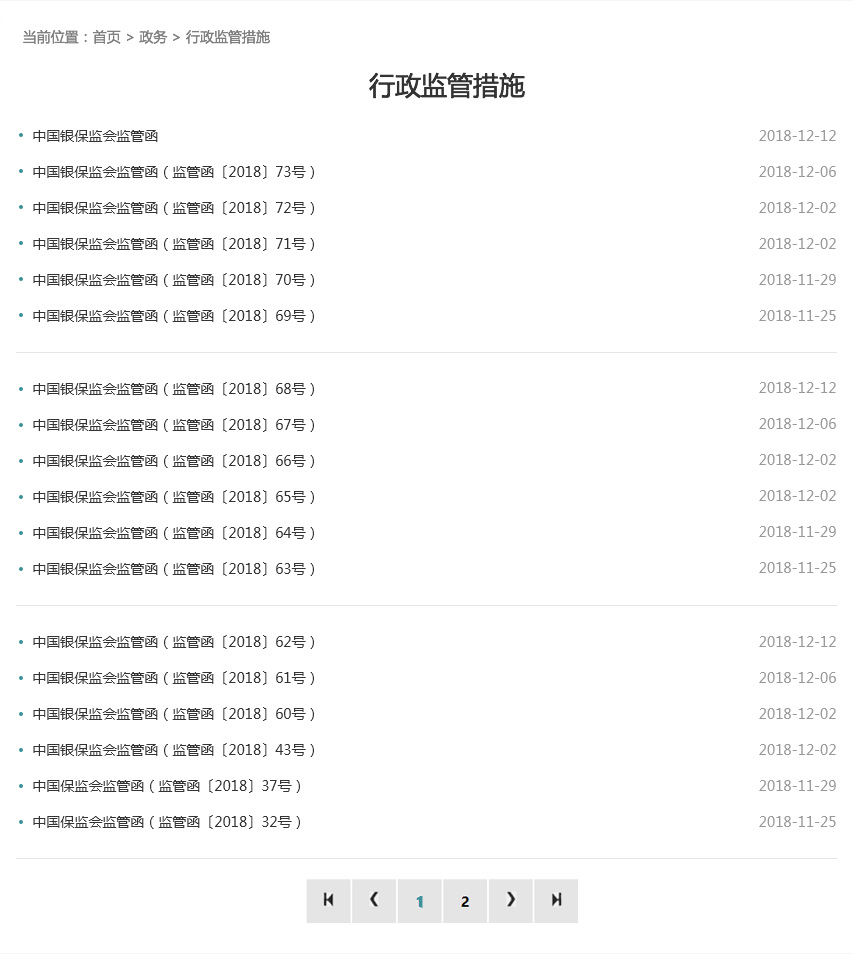 当前位置：首页 > 政务 > 行政监管措施
行政监管措施
中国银保监会监管函 2018-12-12
中国银保监会监管函（监管函〔2018〕73号） 2018-12-06
中国银保监会监管函（监管函〔2018〕72号） 2018-12-02
中国银保监会监管函（监管函〔2018〕71号） 2018-12-02
中国银保监会监管函（监管函〔2018〕70号） 2018-11-29
中国银保监会监管函（监管函〔2018〕69号） 2018-11-25
中国银保监会监管函（监管函〔2018〕68号） 2018-12-12
中国银保监会监管函（监管函〔2018〕67号） 2018-12-06
中国银保监会监管函（监管函〔2018〕66号） 2018-12-02
中国银保监会监管函（监管函〔2018〕65号） 2018-12-02
中国银保监会监管函（监管函〔2018〕64号） 2018-11-29
中国银保监会监管函（监管函〔2018〕63号） 2018-11-25
中国银保监会监管函（监管函〔2018〕62号） 2018-12-12
中国银保监会监管函（监管函〔2018〕61号） 2018-12-06
中国银保监会监管函（监管函〔2018〕60号） 2018-12-02
中国银保监会监管函（监管函〔2018〕43号） 2018-12-02
中国保监会监管函（监管函〔2018〕37号） 2018-11-29
中国保监会监管函（监管函〔2018〕32号） 2018-11-25
1 2